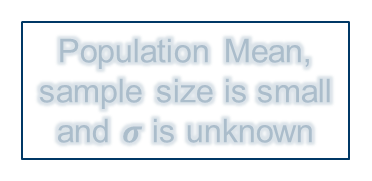 Population Mean,
sample size is small
and σ is unknown